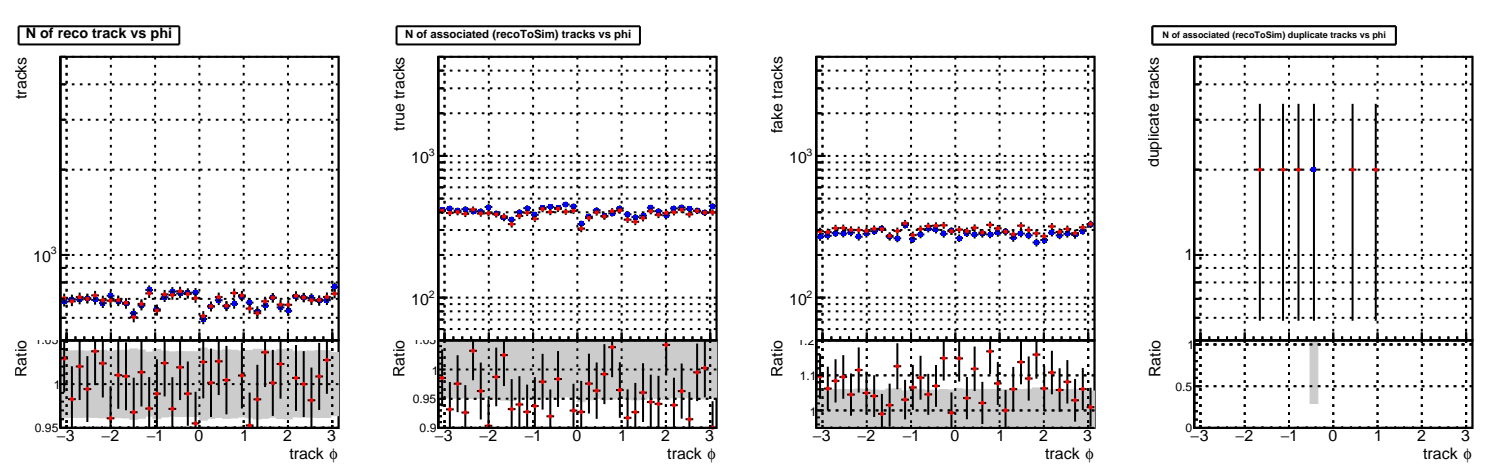 N of reco track vs phi
tracks
10³
Ratio
1.05
1
0.95
−3 −2 −1 0 1 2 3
track ϕ
N of associated (recoToSim) tracks vs phi
true tracks
10³
10²
Ratio
1.05
1
0.95
0.9
−3 −2 −1 0 1 2 3
track ϕ
fake tracks
10³
10²
Ratio
1.2
1.1
1
−3 −2 −1 0 1 2 3
track ϕ
N of associated (recoToSim) duplicate tracks vs phi
duplicate tracks
1
Ratio
1
0.5
0
−3 −2 −1 0 1 2 3
track ϕ